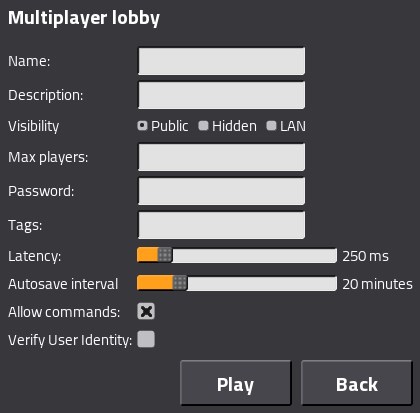 Multiplayer lobby
Name:
Description:
Visibility Public Hidden LAN
Max players:
Password:
Tags:
Latency: 250 ms
Autosave interval 20 minutes
Allow commands:
Verify User Identity:
Play Back